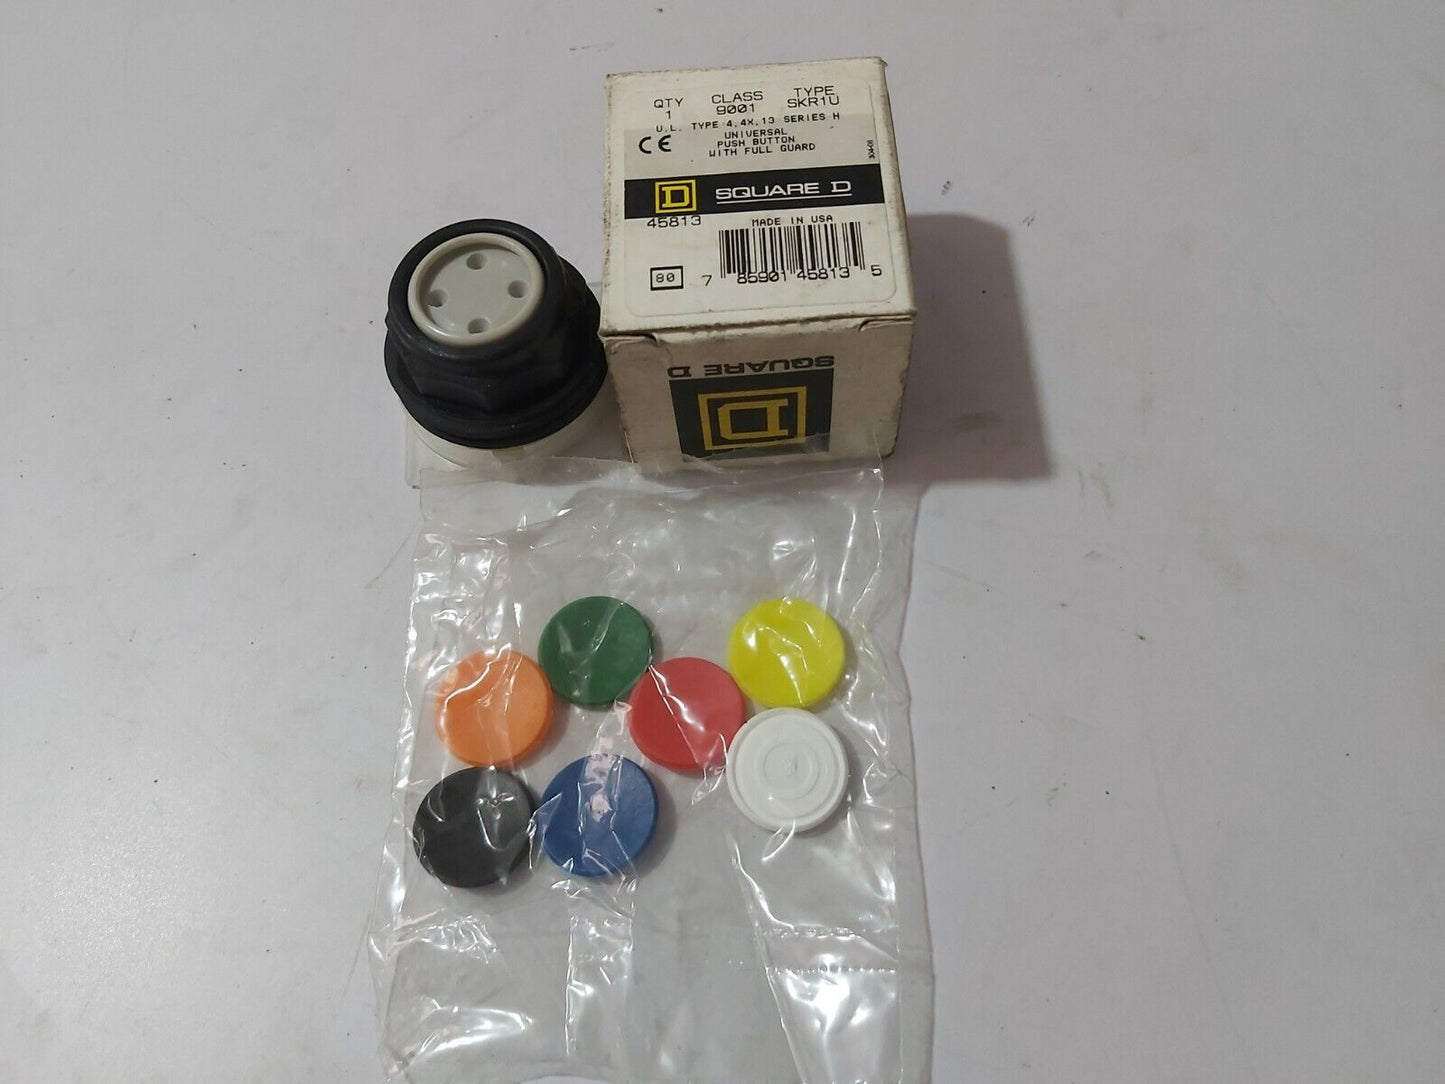 QTY CLASS TYPE
1 9001 SKR1U
U.L. TYPE 4,4X,13 SERIES H
UNIVERSAL
PUSH BUTTON
WITH FULL GUARD
CE
D SQUARE D
45813 MADE IN USA
80 7 85901 45813 5
SQUARE D
D